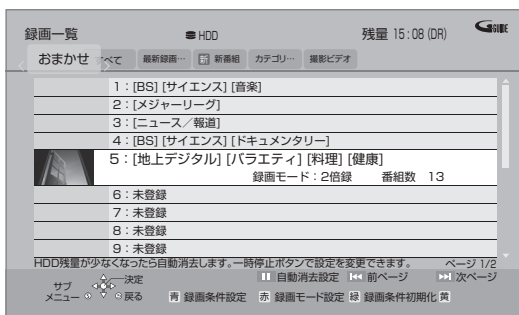 録画一覧 HDD 残量 15:08 (DR) GGUIDE
おまかせ すべて 最新録画… 新 新番組 カテゴリ… 撮影ビデオ
1:[BS] [サイエンス] [音楽]
2:[メジャーリーグ]
3:[ニュース/報道]
4:[BS] [サイエンス] [ドキュメンタリー]
5:[地上デジタル] [バラエティ] [料理] [健康]
録画モード:2倍録 番組数 13
6:未登録
7:未登録
8:未登録
9:未登録
HDD残量が少なくなったら自動消去します。一時停止ボタンで設定を変更できます。 ページ 1/2
サブメニュー 決定 戻る 自動消去設定 前ページ 次ページ
青 録画条件設定 赤 録画モード設定 緑 録画条件初期化 黄